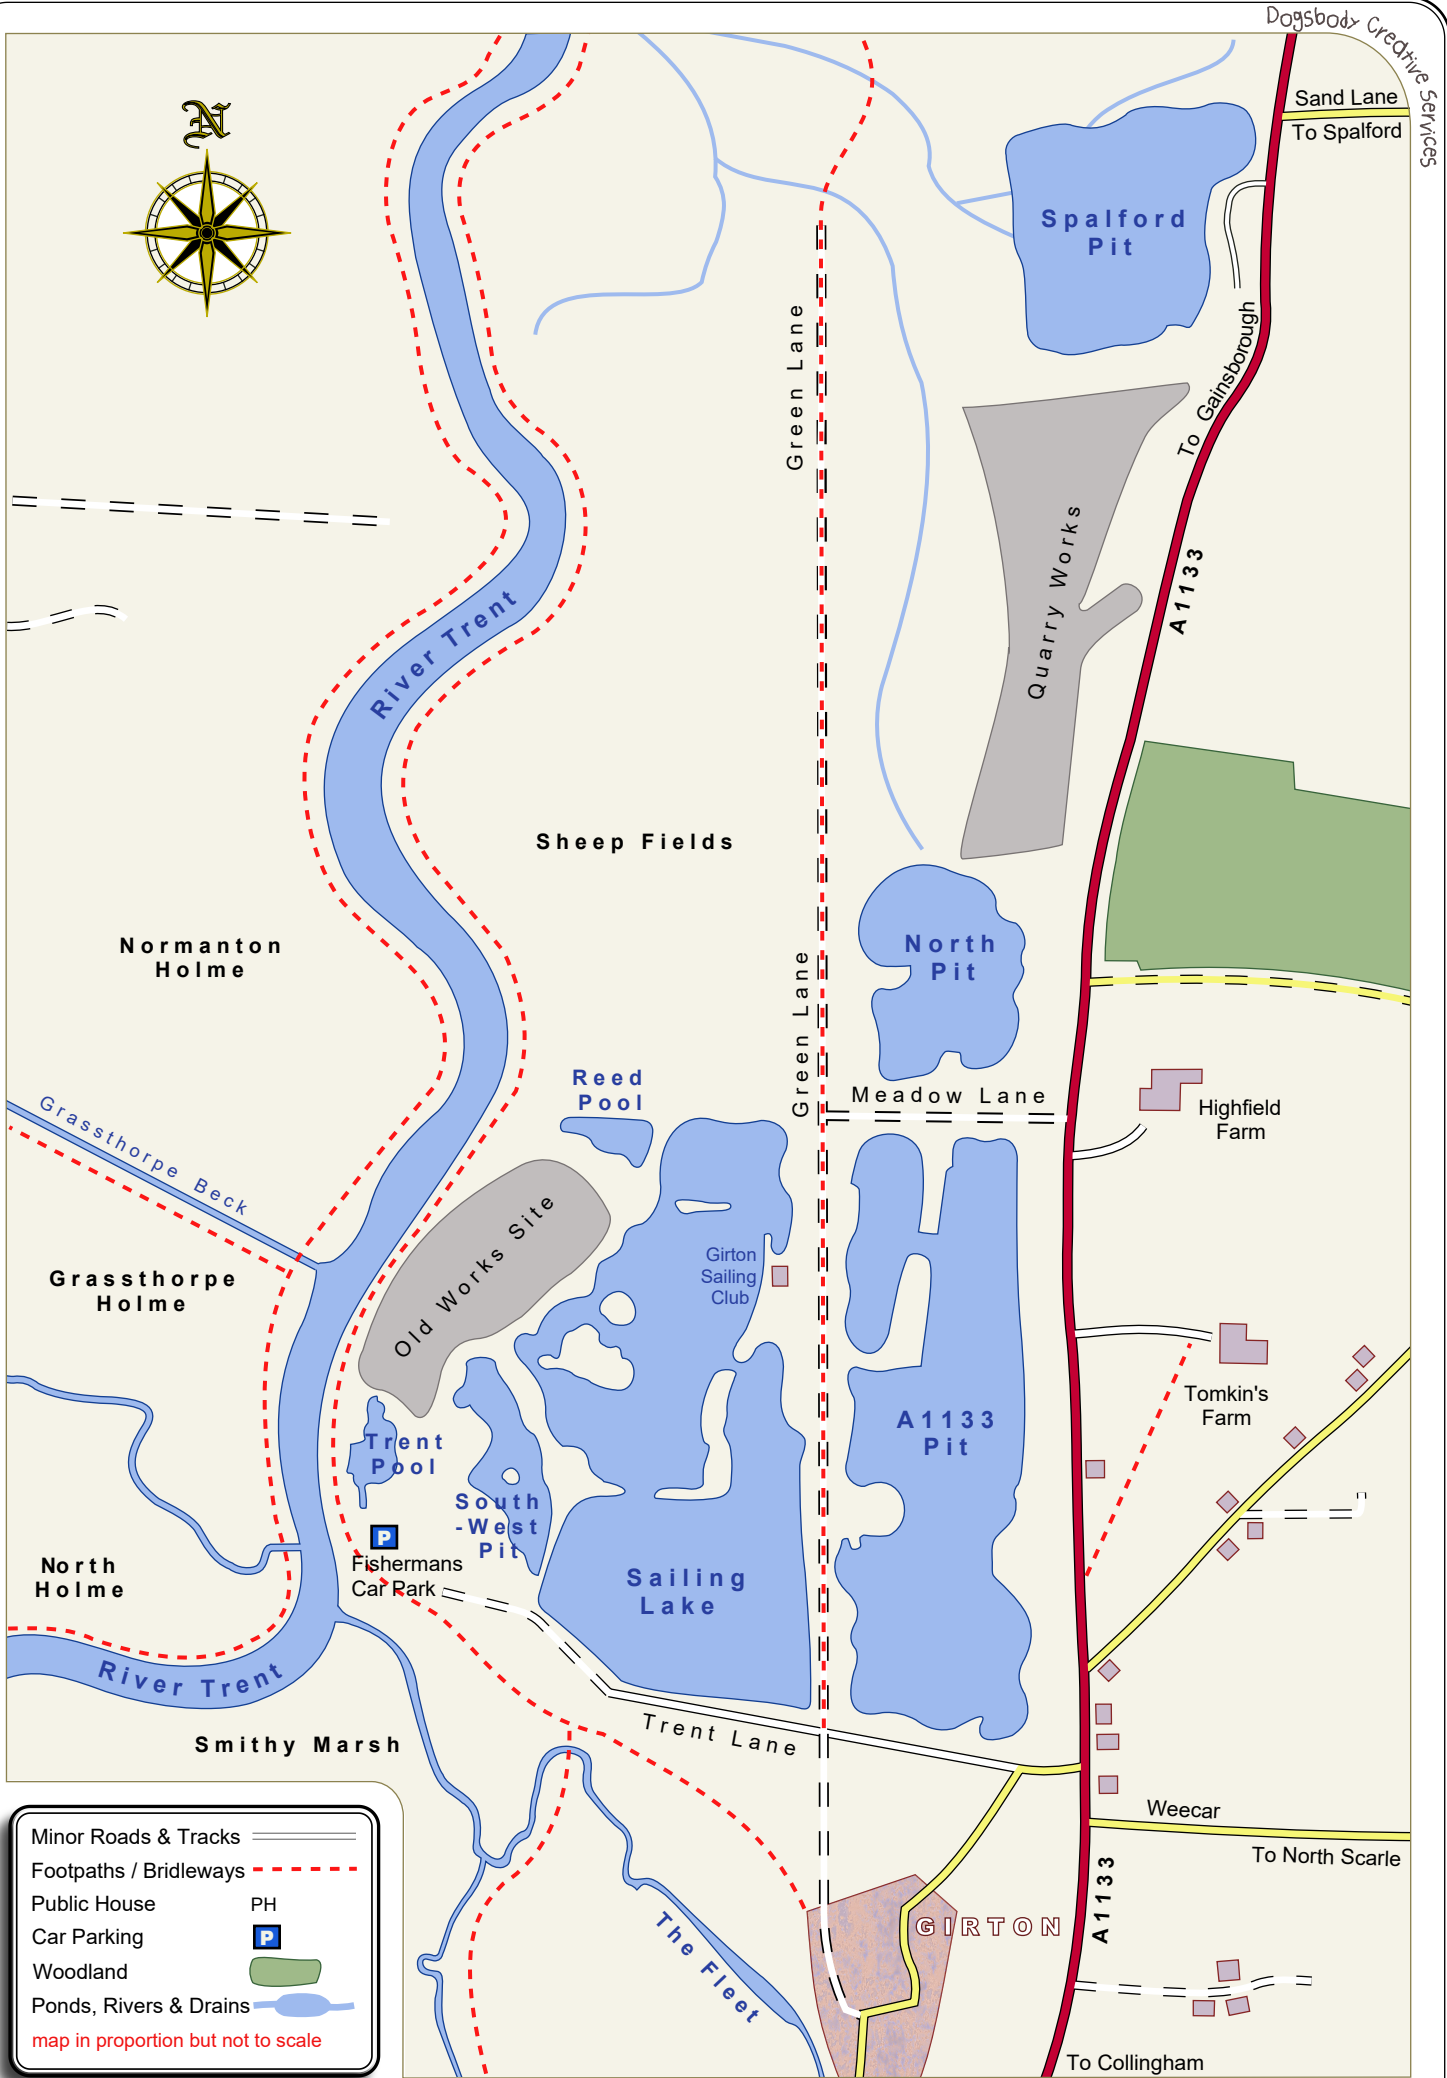 Dogsbody Creative Services
N
Sand Lane
To Spalford
Spalford
Pit
To Gainsborough
Green Lane
Quarry Works
A1133
River Trent
Sheep Fields
Normanton
Holme
North
Pit
Green Lane
Reed
Pool
Meadow Lane
Highfield
Farm
Grassthorpe Beck
Old Works Site
Girton
Sailing
Club
Grassthorpe
Holme
Tomkin's
Farm
A1133
Pit
Trent
Pool
South
-West
Pit
P
Fishermans
Car Park
North
Holme
Sailing
Lake
River Trent
Trent Lane
Smithy Marsh
Weecar
To North Scarle
A1133
GIRTON
The Fleet
To Collingham
Minor Roads & Tracks
Footpaths / Bridleways
Public House PH
Car Parking P
Woodland
Ponds, Rivers & Drains
map in proportion but not to scale